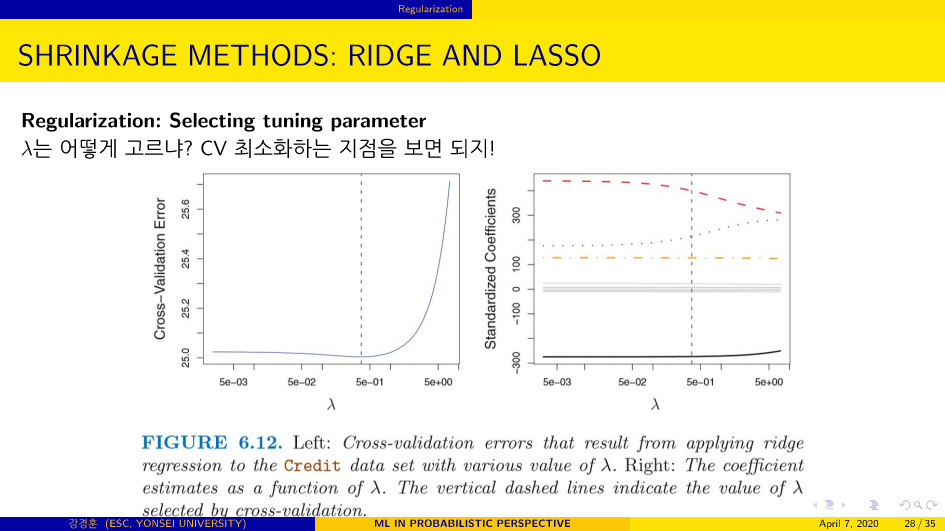 Regularization
SHRINKAGE METHODS: RIDGE AND LASSO
Regularization: Selecting tuning parameter
λ는 어떻게 고르냐? CV 최소화하는 지점을 보면 되지!
Cross−Validation Error
25.0 25.2 25.4 25.6
5e−03 5e−02 5e−01 5e+00
λ
Standardized Coefficients
−300 −100 0 100 300
5e−03 5e−02 5e−01 5e+00
λ
FIGURE 6.12. Left: Cross-validation errors that result from applying ridge
regression to the Credit data set with various value of λ. Right: The coefficient
estimates as a function of λ. The vertical dashed lines indicate the value of λ
selected by cross-validation.
강경훈 (ESC, YONSEI UNIVERSITY) ML IN PROBABILISTIC PERSPECTIVE April 7, 2020 28 / 35